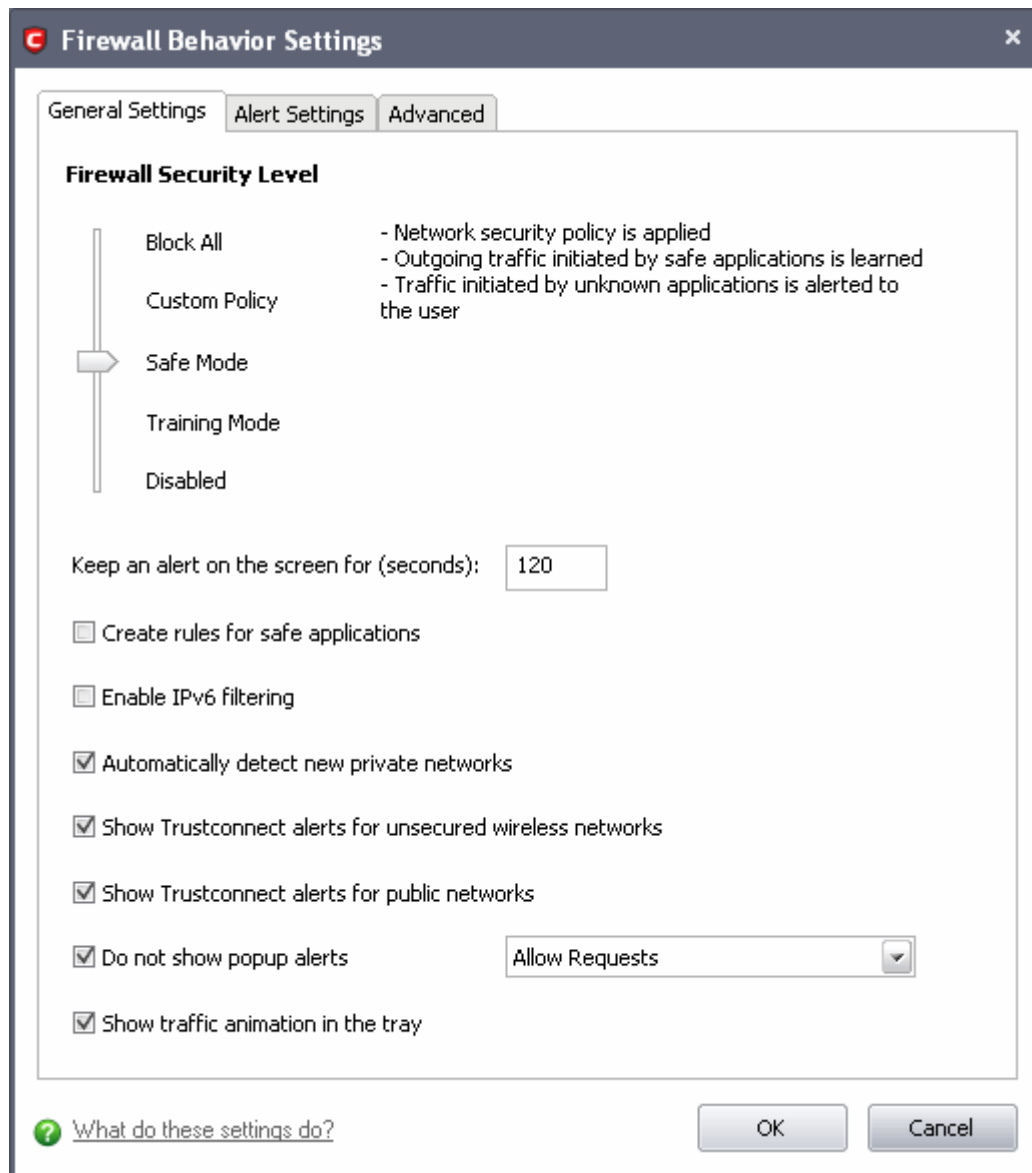 Firewall Behavior Settings
General Settings
Alert Settings
Advanced
Firewall Security Level
Block All
Custom Policy
Safe Mode
Training Mode
Disabled
- Network security policy is applied
- Outgoing traffic initiated by safe applications is learned
- Traffic initiated by unknown applications is alerted to
the user
Keep an alert on the screen for (seconds): 120
Create rules for safe applications
Enable IPv6 filtering
Automatically detect new private networks
Show Trustconnect alerts for unsecured wireless networks
Show Trustconnect alerts for public networks
Do not show popup alerts Allow Requests
Show traffic animation in the tray
What do these settings do?
OK
Cancel